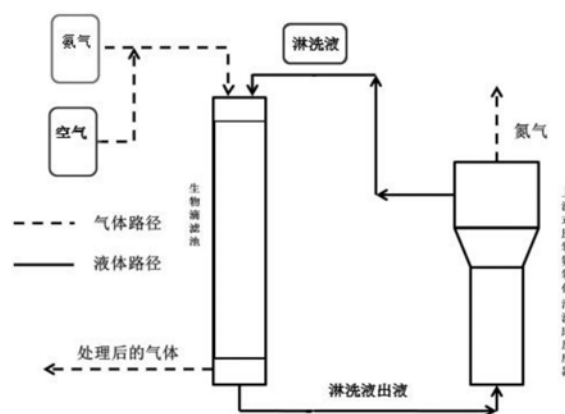 氨气
淋洗液
空气
氮气
生物滴滤池
气体路径
液体路径
处理后的气体
淋洗液出液